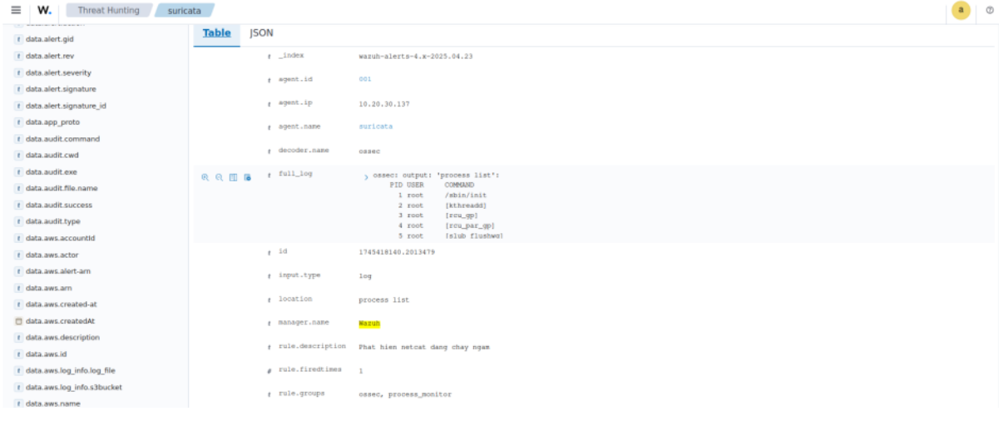 W. Threat Hunting suricata a
data.alert.gid
data.alert.rev
data.alert.severity
data.alert.signature
data.alert.signature_id
data.app_proto
data.audit.command
data.audit.cwd
data.audit.exe
data.audit.file.name
data.audit.success
data.audit.type
data.aws.accountId
data.aws.actor
data.aws.alert-arn
data.aws.arn
data.aws.created-at
data.aws.createdAt
data.aws.description
data.aws.id
data.aws.log_info.log_file
data.aws.log_info.s3bucket
data.aws.name
Table JSON
_index wazuh-alerts-4.x-2025.04.23
agent.id 001
agent.ip 10.20.30.137
agent.name suricata
decoder.name ossec
full_log ossec: output: 'process list':
PID USER COMMAND
1 root /sbin/init
2 root [kthreadd]
3 root [rcu_gp]
4 root [rcu_par_gp]
5 root [slub_flushwq]
id 1745418140.2013479
input.type log
location process list
manager.name Wazuh
rule.description Phat hien netcat dang chay ngam
# rule.firedtimes 1
rule.groups ossec, process_monitor